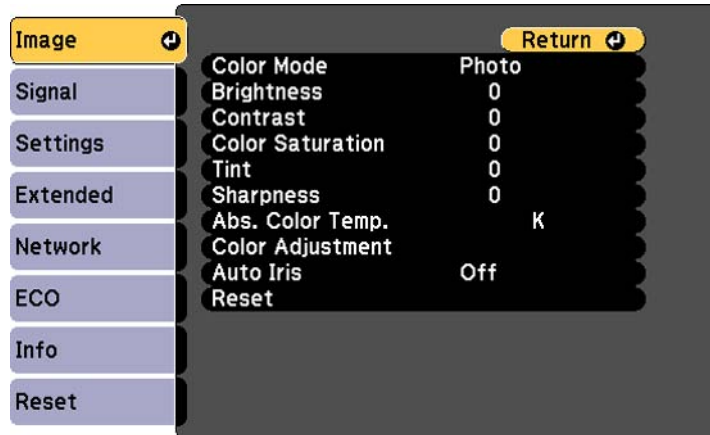 Image
Signal
Settings
Extended
Network
ECO
Info
Reset
Return
Color Mode Photo
Brightness 0
Contrast 0
Color Saturation 0
Tint 0
Sharpness 0
Abs. Color Temp. K
Color Adjustment
Auto Iris Off
Reset